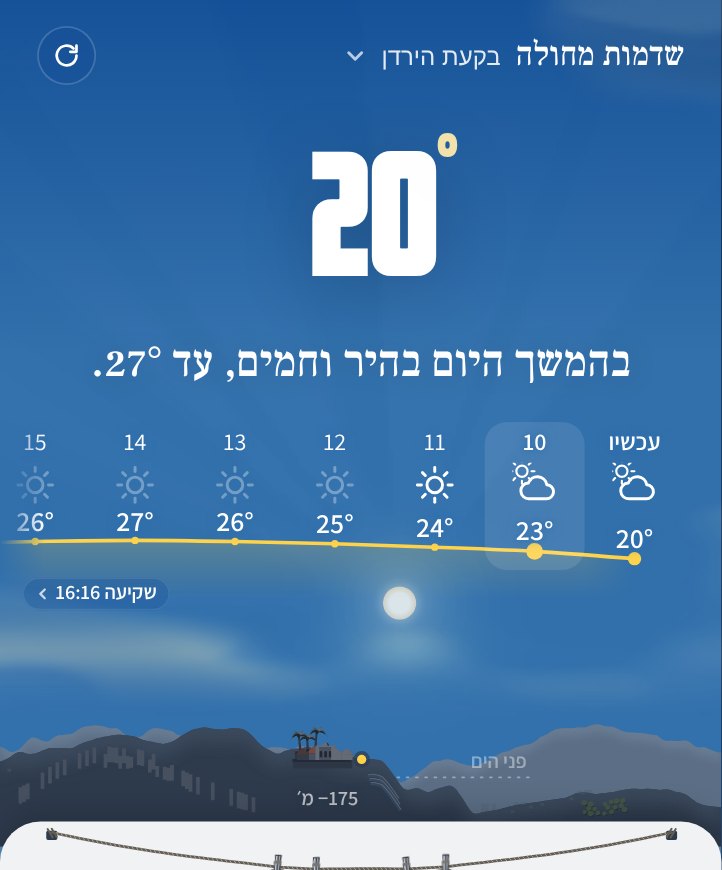 שדמות מחולה בקעת הירדן
20°
בהמשך היום בהיר וחמים, עד 27°.
עכשיו 10 11 12 13 14 15
20° 23° 24° 25° 26° 27° 26°
שקיעה 16:16
פני הים
−175 מ׳